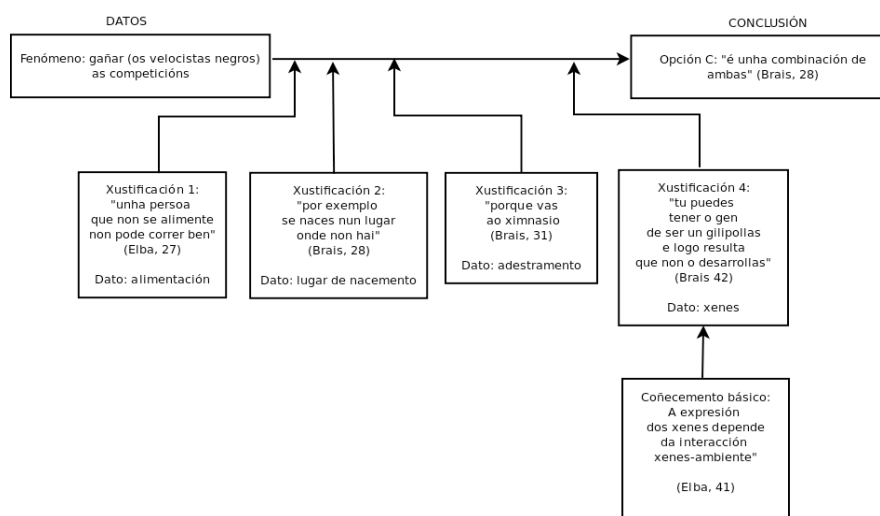 DATOS
CONCLUSIÓN
Fenómeno: gañar (os velocistas negros)
as competicións
Opción C: "é unha combinación de
ambas" (Brais, 28)
Xustificación 1:
"unha persoa
que non se alimente
non pode correr ben"
(Elba, 27)
Dato: alimentación
Xustificación 2:
"por exemplo
se naces nun lugar
onde non hai"
(Brais, 28)
Dato: lugar de nacemento
Xustificación 3:
"porque vas
ao ximnasio
(Brais, 31)
Dato: adestramento
Xustificación 4:
"tu puedes
tener o gen
de ser un gilipollas
e logo resulta
que non o desarrollas"
(Brais 42)
Dato: xenes
Coñecemento básico:
A expresión
dos xenes depende
da interacción
xenes-ambiente"
(Elba, 41)